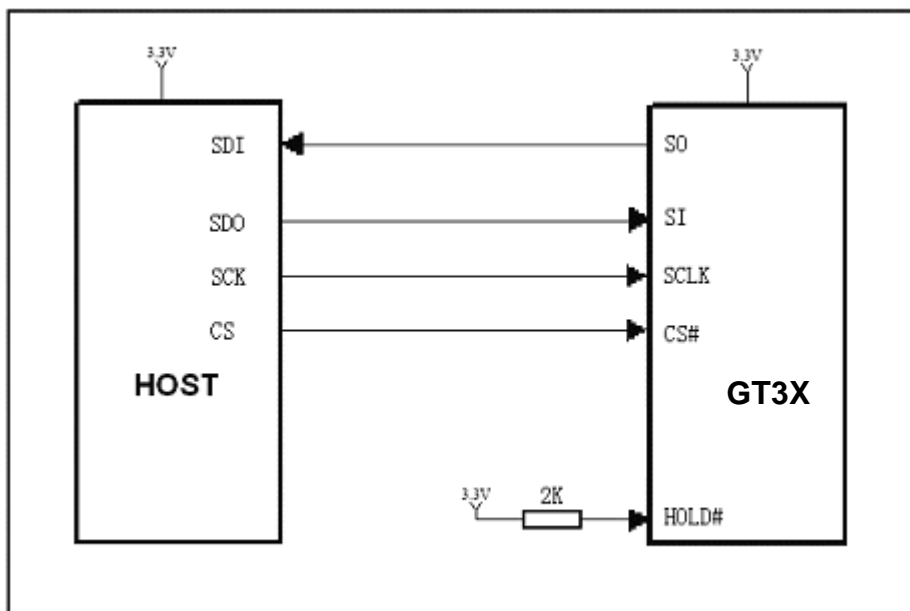 3.3V 3.3V
SDI SO
SDO SI
SCK SCLK
CS CS#
HOST GT3X
3.3V 2K HOLD#